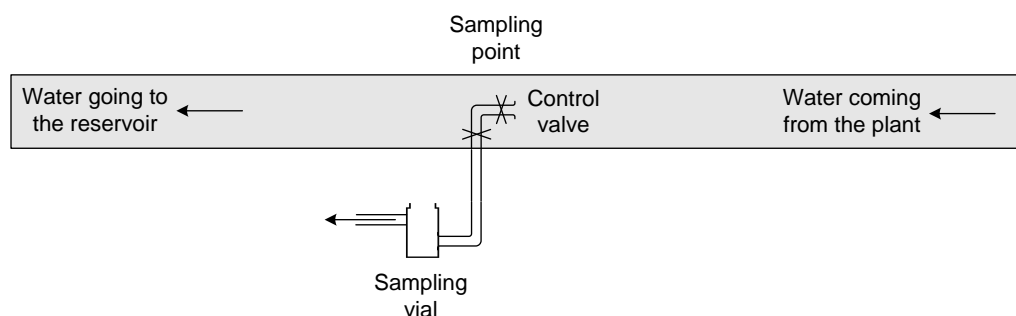 Sampling
point
Water going to
the reservoir
Control
valve
Water coming
from the plant
Sampling
vial